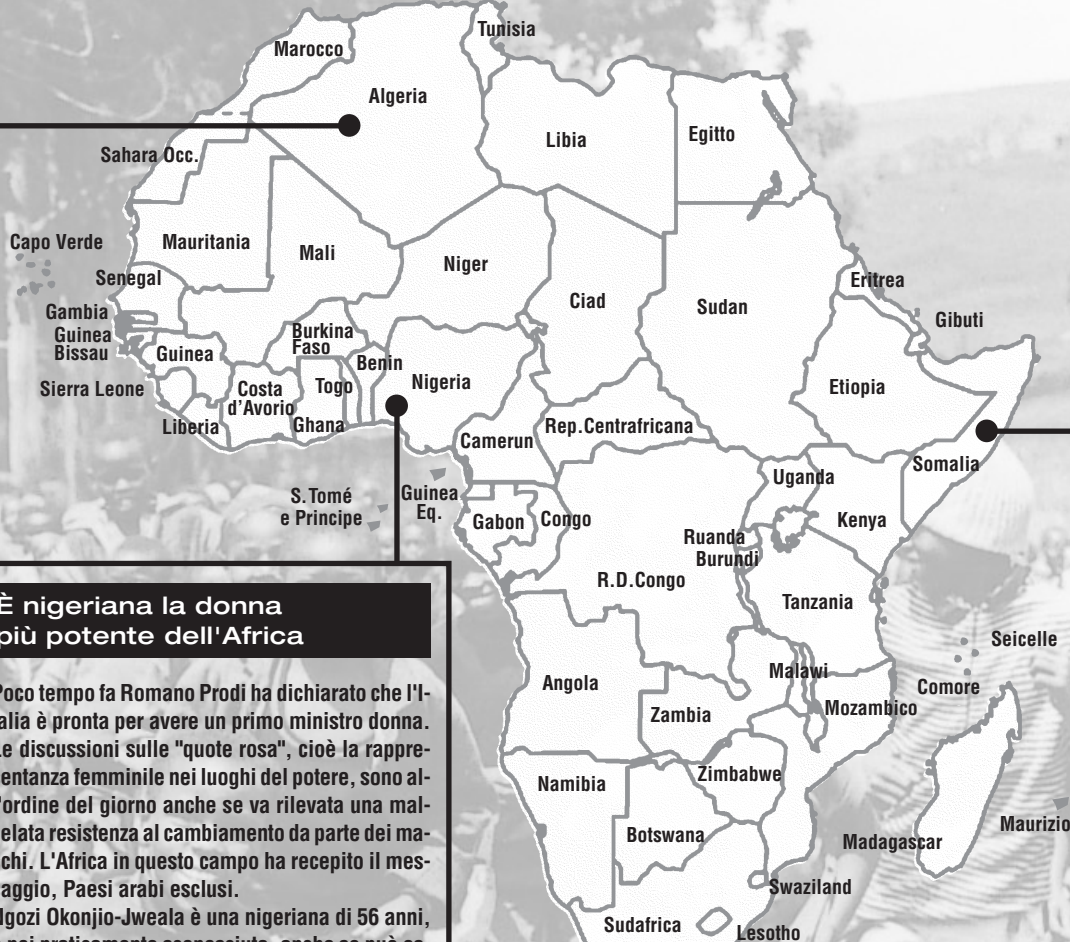 Tunisia
Marocco
Algeria
Libia
Egitto
Sahara Occ.
Capo Verde
Mauritania
Mali
Niger
Senegal
Ciad
Sudan
Eritrea
Gambia
Guinea
Bissau
Gibuti
Burkina
Faso
Guinea
Benin
Nigeria
Etiopia
Sierra Leone
Costa
d'Avorio
Togo
Liberia
Ghana
Camerun
Rep.Centrafricana
Somalia
Uganda
S.Tomé
e Principe
Guinea
Eq.
Gabon
Congo
Kenya
Ruanda
Burundi
R.D.Congo
Tanzania
Seicelle
Comore
Angola
Malawi
Mozambico
Zambia
Namibia
Zimbabwe
Botswana
Madagascar
Maurizio
Swaziland
Sudafrica
Lesotho
È nigeriana la donna
più potente dell'Africa
Poco tempo fa Romano Prodi ha dichiarato che l'I-
alia è pronta per avere un primo ministro donna.
Le discussioni sulle "quote rosa", cioè la rappre-
entanza femminile nei luoghi del potere, sono al-
'ordine del giorno anche se va rilevata una mal-
elata resistenza al cambiamento da parte dei ma-
chi. L'Africa in questo campo ha recepito il mes-
aggio, Paesi arabi esclusi.
Ngozi Okonjio-Jweala è una nigeriana di 56 anni,